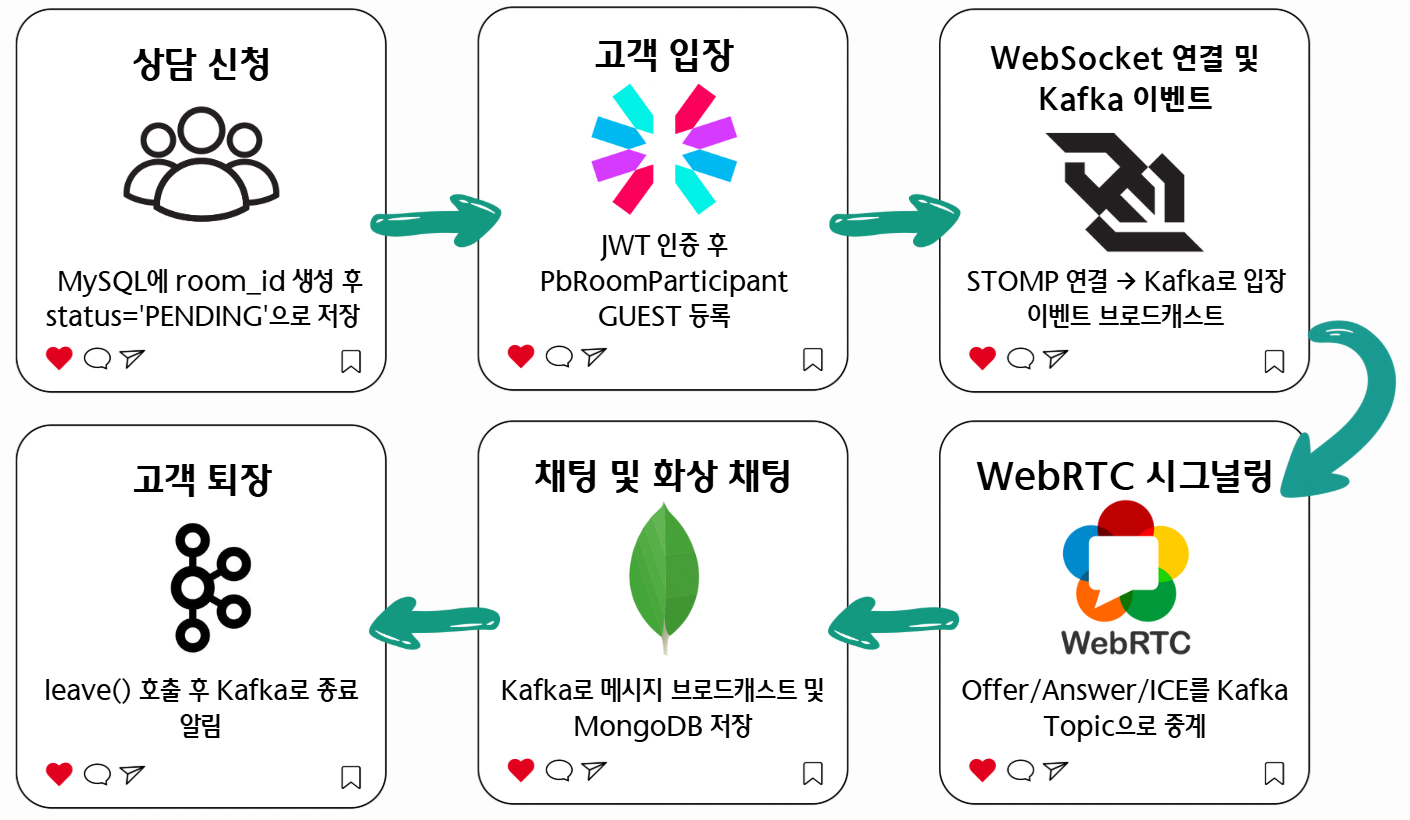 상담 신청
MySQL에 room_id 생성 후
status='PENDING'으로 저장
고객 입장
JWT 인증 후
PbRoomParticipant
GUEST 등록
WebSocket 연결 및
Kafka 이벤트
STOMP 연결 → Kafka로 입장
이벤트 브로드캐스트
WebRTC 시그널링
WebRTC
Offer/Answer/ICE를 Kafka
Topic으로 중계
채팅 및 화상 채팅
Kafka로 메시지 브로드캐스트 및
MongoDB 저장
고객 퇴장
leave() 호출 후 Kafka로 종료
알림